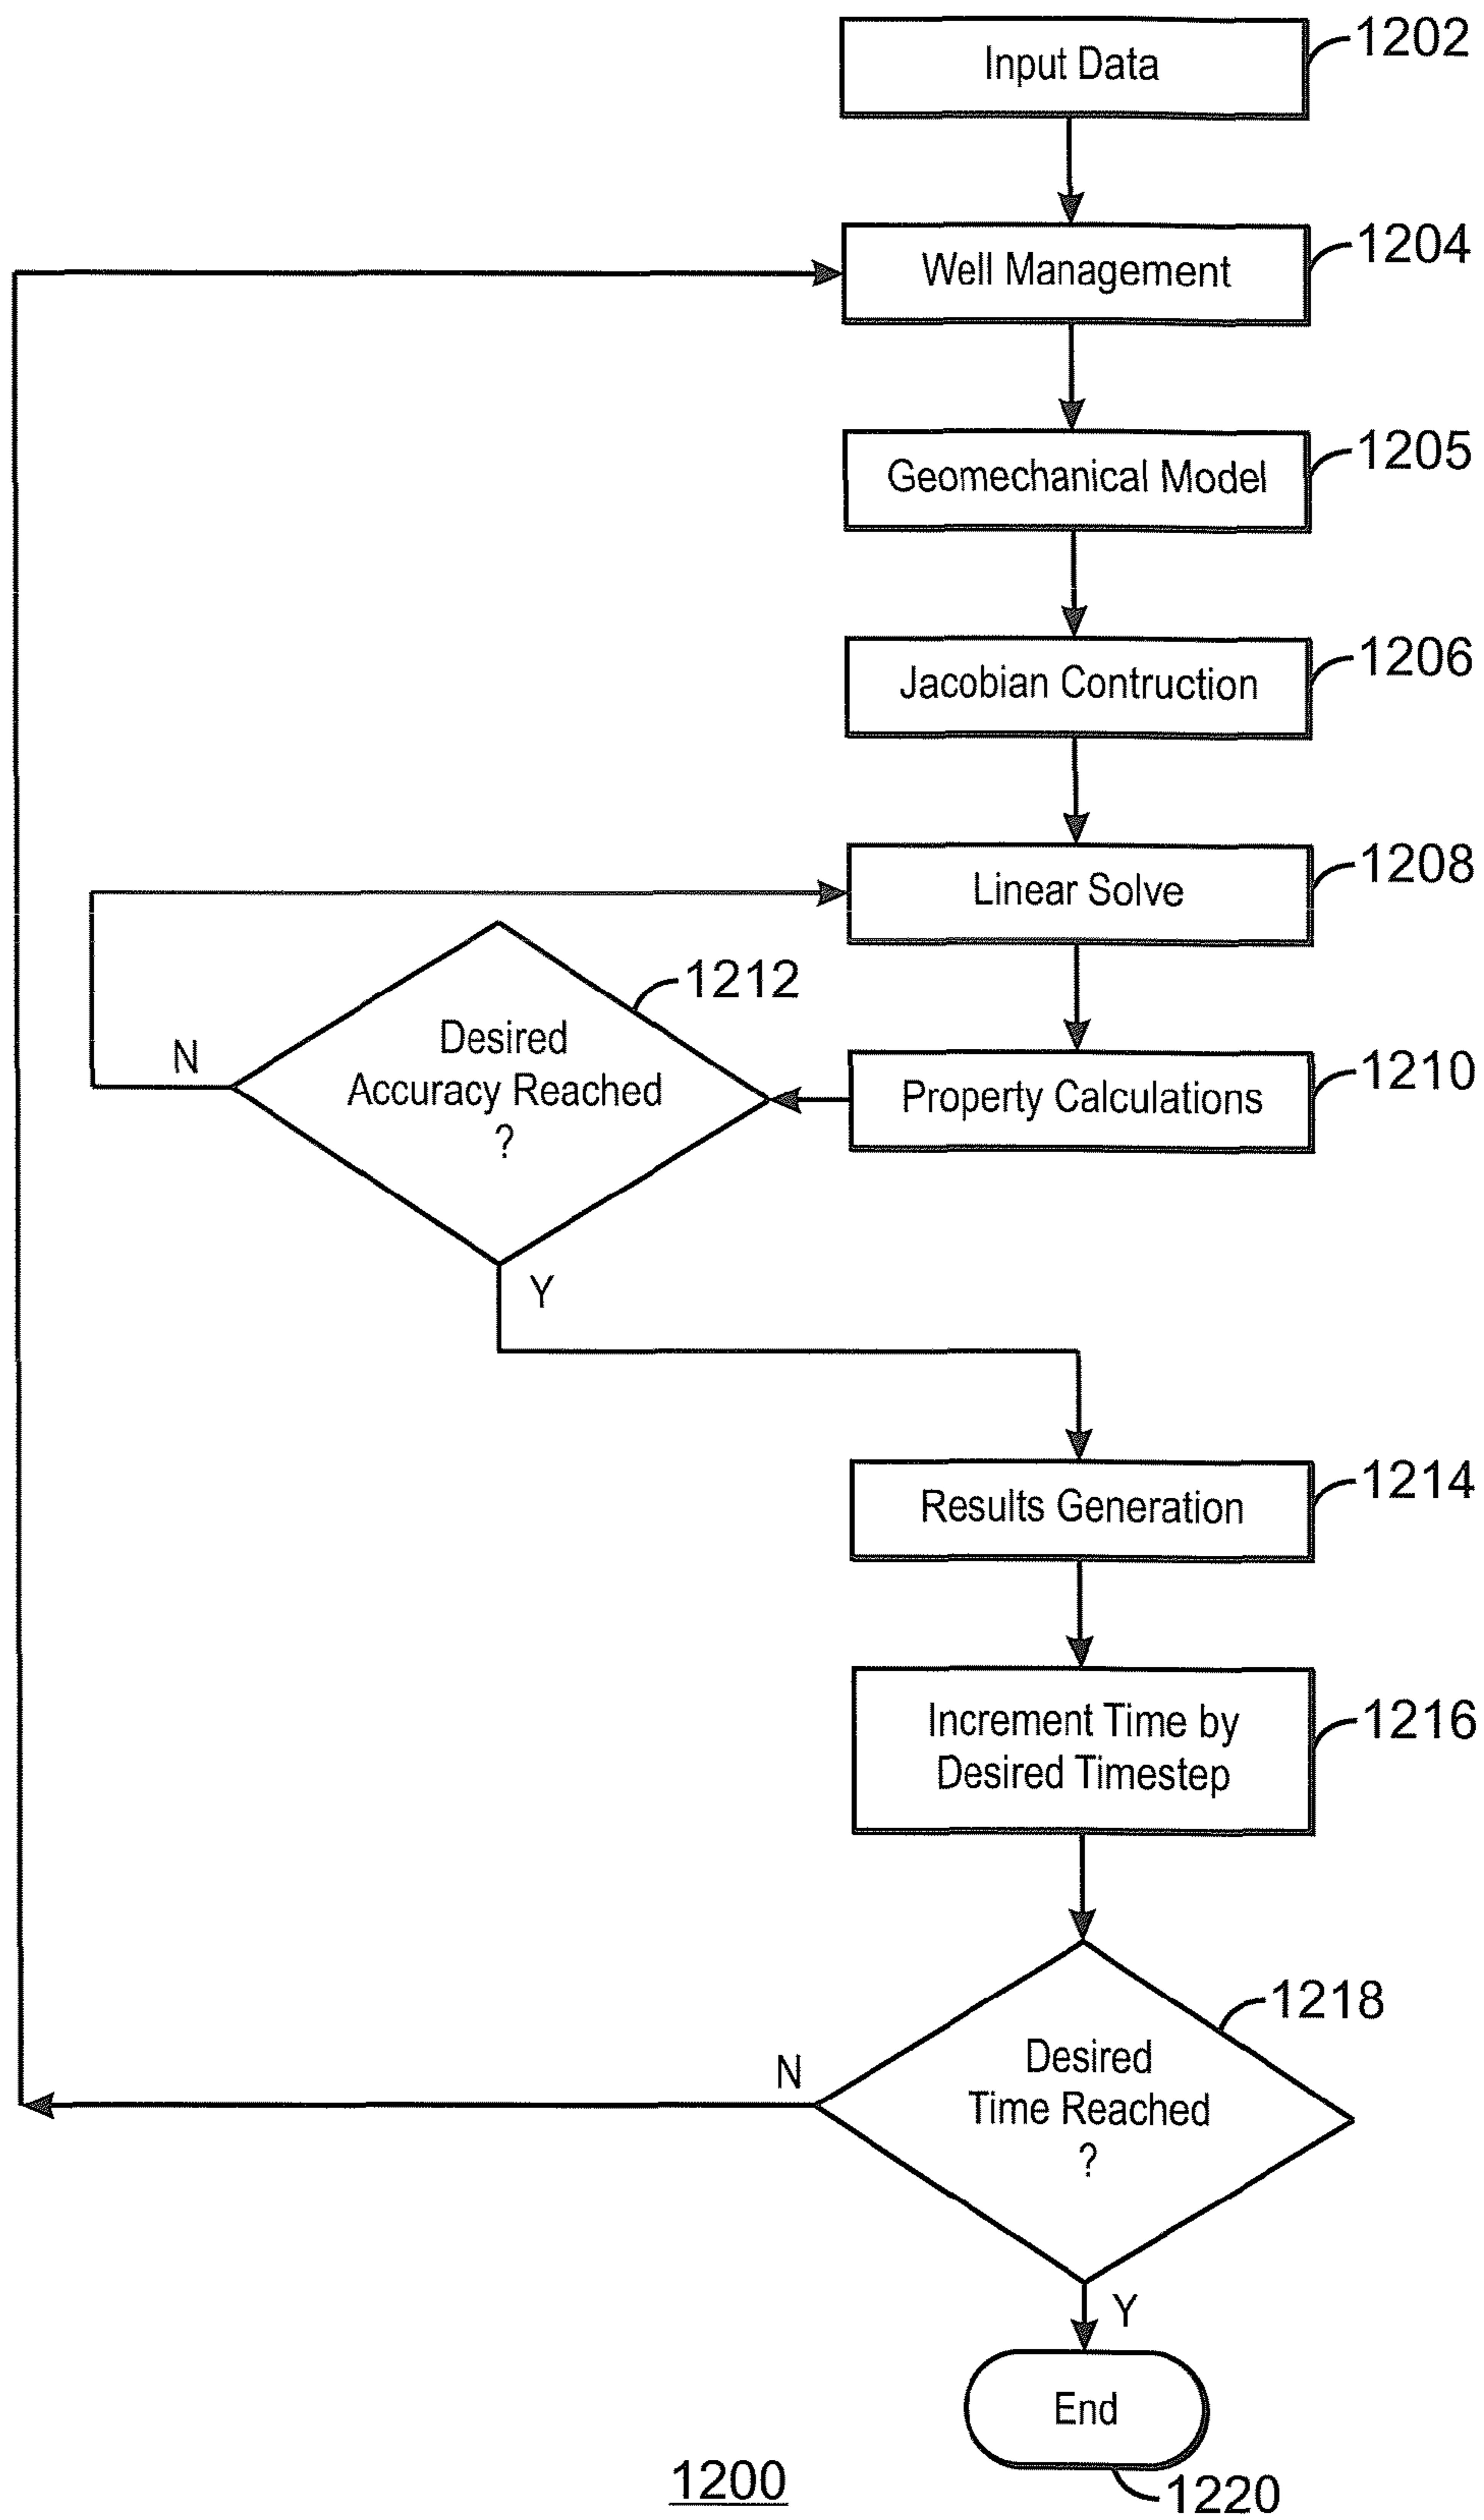 Input Data
1202
Well Management
1204
Geomechanical Model
1205
Jacobian Contruction
1206
Linear Solve
1208
1212
Desired
Accuracy Reached
?
N
Y
Property Calculations
1210
Results Generation
1214
Increment Time by
Desired Timestep
1216
1218
Desired
Time Reached
?
N
Y
End
1220
1200